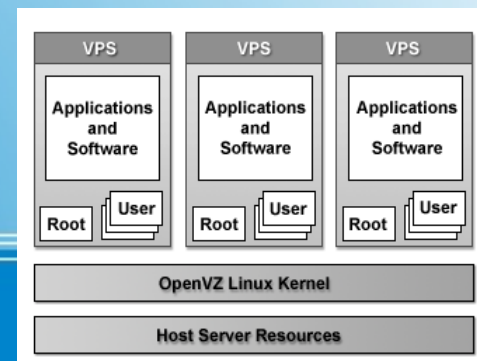 VPS
VPS
VPS
Applications
and
Software
Applications
and
Software
Applications
and
Software
Root
User
Root
User
Root
User
OpenVZ Linux Kernel
Host Server Resources